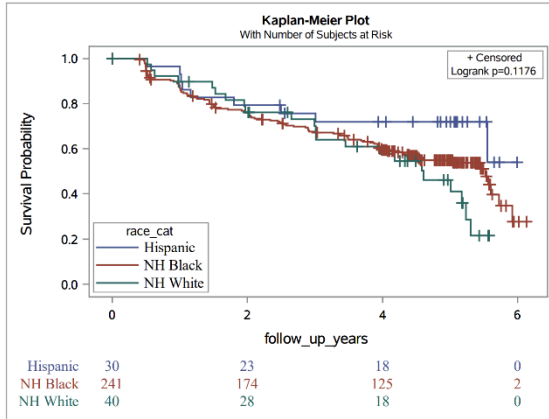 Kaplan-Meier Plot
With Number of Subjects at Risk
+ Censored
Logrank p=0.1176
1.0
0.8
0.6
0.4
0.2
0.0
Survival Probability
race_cat
Hispanic
NH Black
NH White
0 2 4 6
follow_up_years
Hispanic 30 23 18 0
NH Black 241 174 125 2
NH White 40 28 18 0